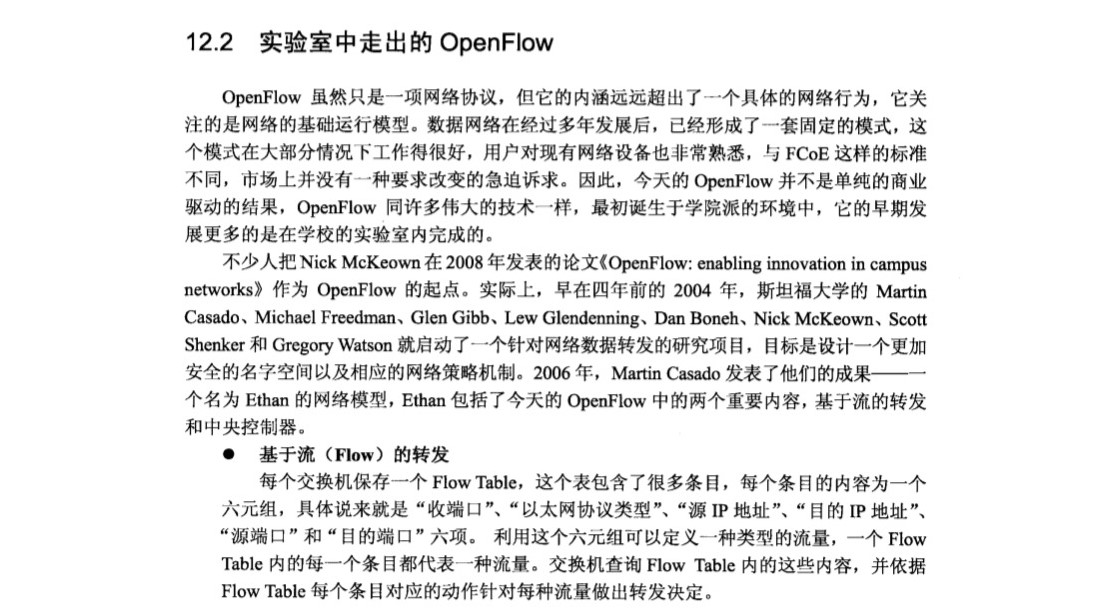 12.2 实验室中走出的 OpenFlow
OpenFlow 虽然只是一项网络协议，但它的内涵远远超出了一个具体的网络行为，它关
注的是网络的基础运行模型。数据网络在经过多年发展后，已经形成了一套固定的模式，这
个模式在大部分情况下工作得很好，用户对现有网络设备也非常熟悉，与 FCoE 这样的标准
不同，市场上并没有一种要求改变的急迫诉求。因此，今天的 OpenFlow 并不是单纯的商业
驱动的结果，OpenFlow 同许多伟大的技术一样，最初诞生于学院派的环境中，它的早期发
展更多的是在学校的实验室内完成的。
不少人把 Nick McKeown 在 2008 年发表的论文《OpenFlow: enabling innovation in campus
networks》作为 OpenFlow 的起点。实际上，早在四年前的 2004 年，斯坦福大学的 Martin
Casado、Michael Freedman、Glen Gibb、Lew Glendenning、Dan Boneh、Nick McKeown、Scott
Shenker 和 Gregory Watson 就启动了一个针对网络数据转发的研究项目，目标是设计一个更加
安全的名字空间以及相应的网络策略机制。2006 年，Martin Casado 发表了他们的成果——一
个名为 Ethan 的网络模型，Ethan 包括了今天的 OpenFlow 中的两个重要内容，基于流的转发
和中央控制器。
● 基于流（Flow）的转发
每个交换机保存一个 Flow Table，这个表包含了很多条目，每个条目的内容为一个
六元组，具体说来就是“收端口”、“以太网协议类型”、“源 IP 地址”、“目的 IP 地址”、
“源端口”和“目的端口”六项。 利用这个六元组可以定义一种类型的流量，一个 Flow
Table 内的每一个条目都代表一种流量。交换机查询 Flow Table 内的这些内容，并依据
Flow Table 每个条目对应的动作针对每种流量做出转发决定。